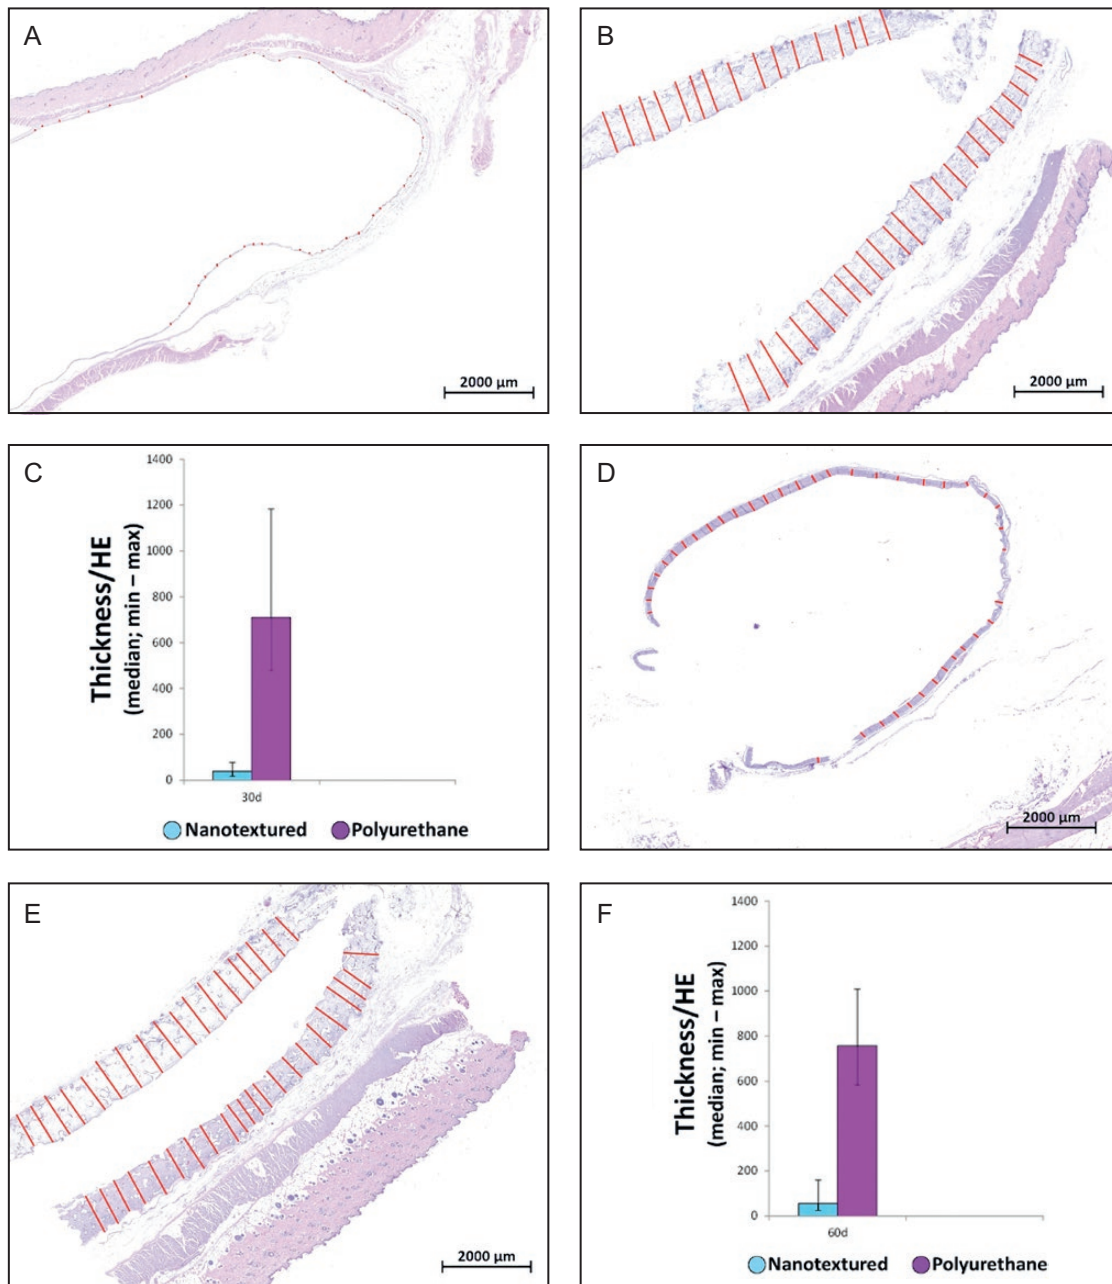 A
2000 µm
B
2000 µm
C
Thickness/HE
(median; min – max)
1400
1200
1000
800
600
400
200
0
30d
Nanotextured
Polyurethane
D
2000 µm
E
2000 µm
F
Thickness/HE
(median; min – max)
1400
1200
1000
800
600
400
200
0
60d
Nanotextured
Polyurethane